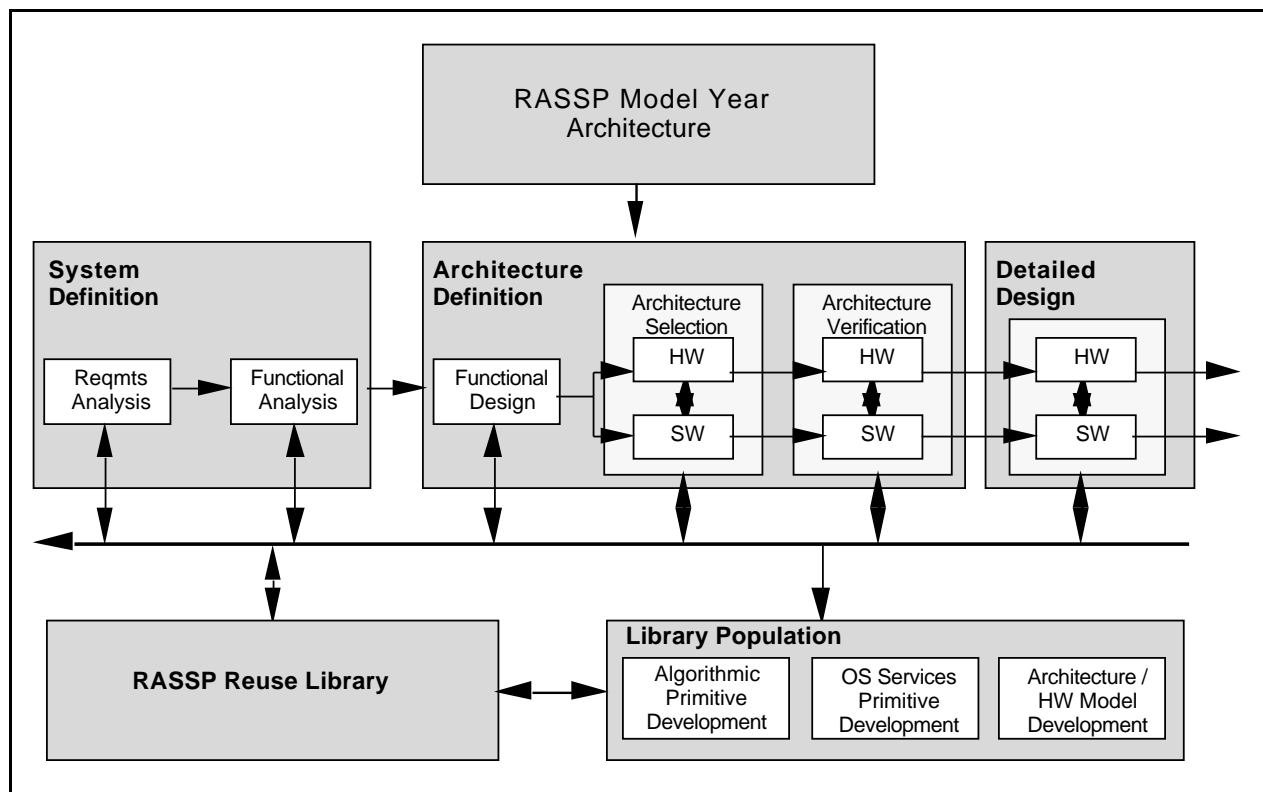 RASSP Model Year
Architecture
System
Definition
Reqmts
Analysis
Functional
Analysis
Architecture
Definition
Functional
Design
Architecture
Selection
HW
SW
Architecture
Verification
HW
SW
Detailed
Design
HW
SW
RASSP Reuse Library
Library Population
Algorithmic
Primitive
Development
OS Services
Primitive
Development
Architecture /
HW Model
Development